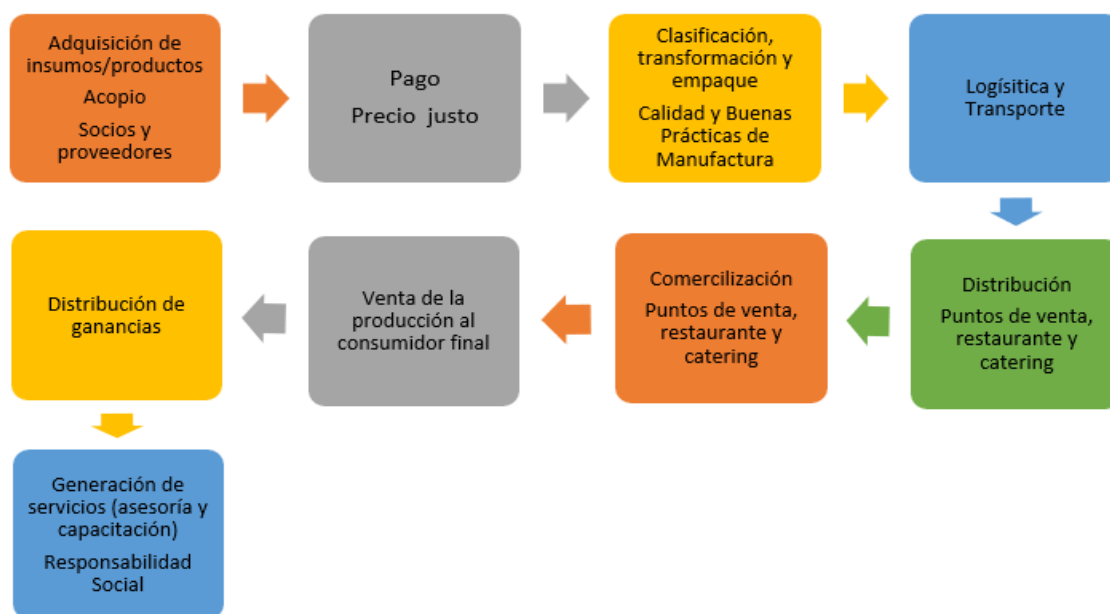 Adquisición de
insumos/productos
Acopio
Socios y
proveedores
Pago
Precio justo
Clasificación,
transformación y
empaque
Calidad y Buenas
Prácticas de
Manufactura
Logísitica y
Transporte
Distribución
Puntos de venta,
restaurante y
catering
Comercilización
Puntos de venta,
restaurante y
catering
Venta de la
producción al
consumidor final
Distribución de
ganancias
Generación de
servicios (asesoría y
capacitación)
Responsabilidad
Social